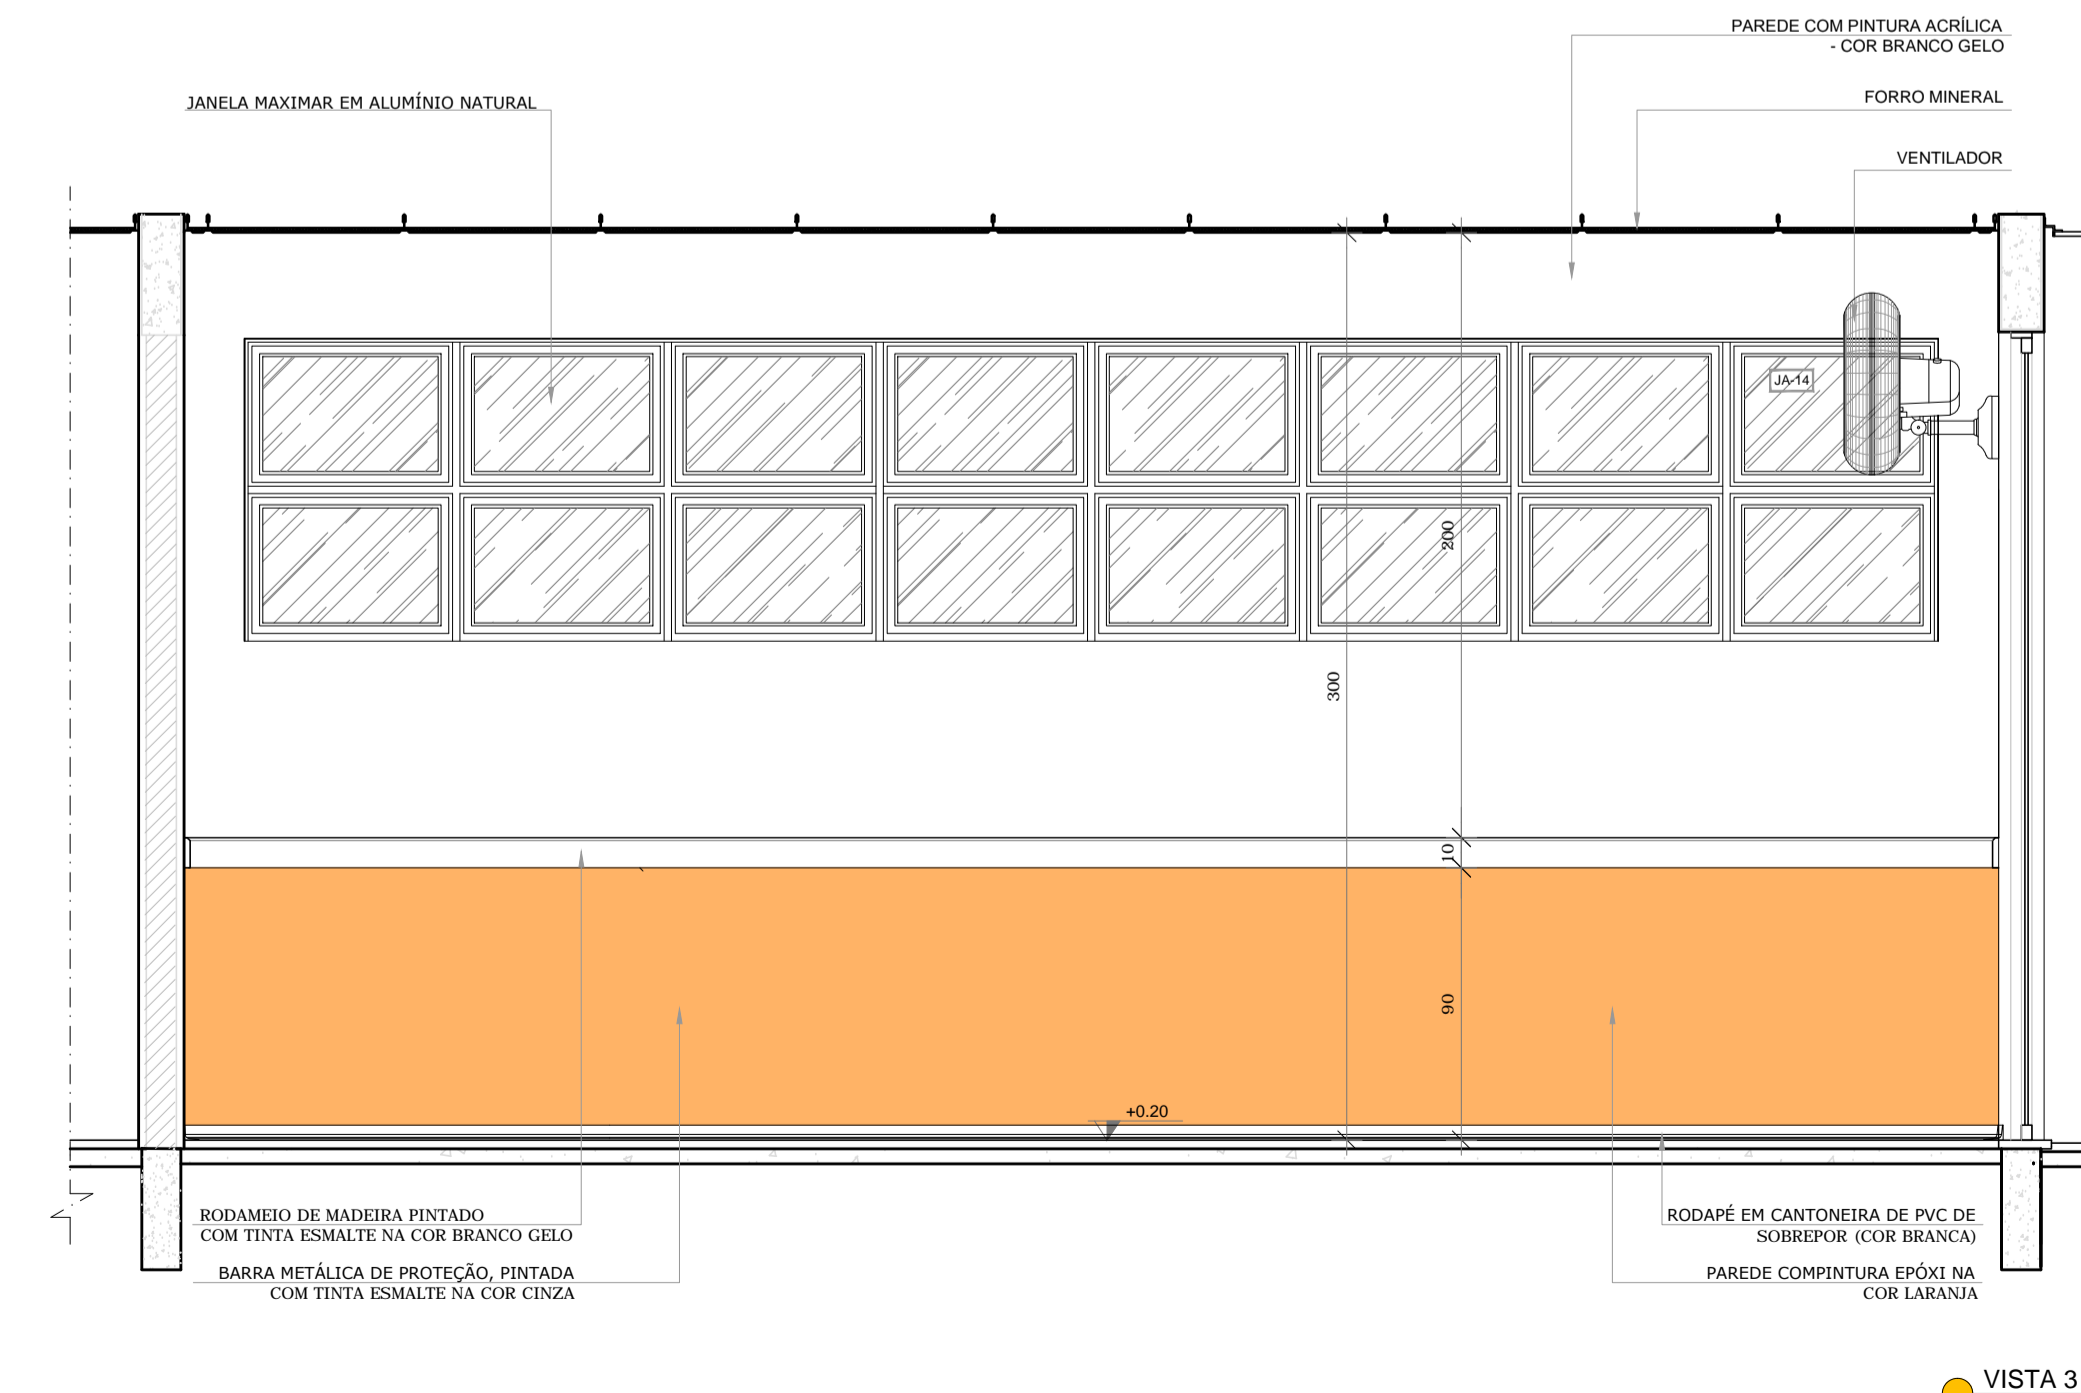 PAREDE COM PINTURA ACRÍLICA
- COR BRANCO GELO
JANELA MAXIMAR EM ALUMÍNIO NATURAL
FORRO MINERAL
VENTILADOR
JA-14
200
300
10
90
+0.20
RODAMEIO DE MADEIRA PINTADO
COM TINTA ESMALTE NA COR BRANCO GELO
BARRA METÁLICA DE PROTEÇÃO, PINTADA
COM TINTA ESMALTE NA COR CINZA
RODAPÉ EM CANTONEIRA DE PVC DE
SOBREPOR (COR BRANCA)
PAREDE COMPINTURA EPÓXI NA
COR LARANJA
VISTA 3